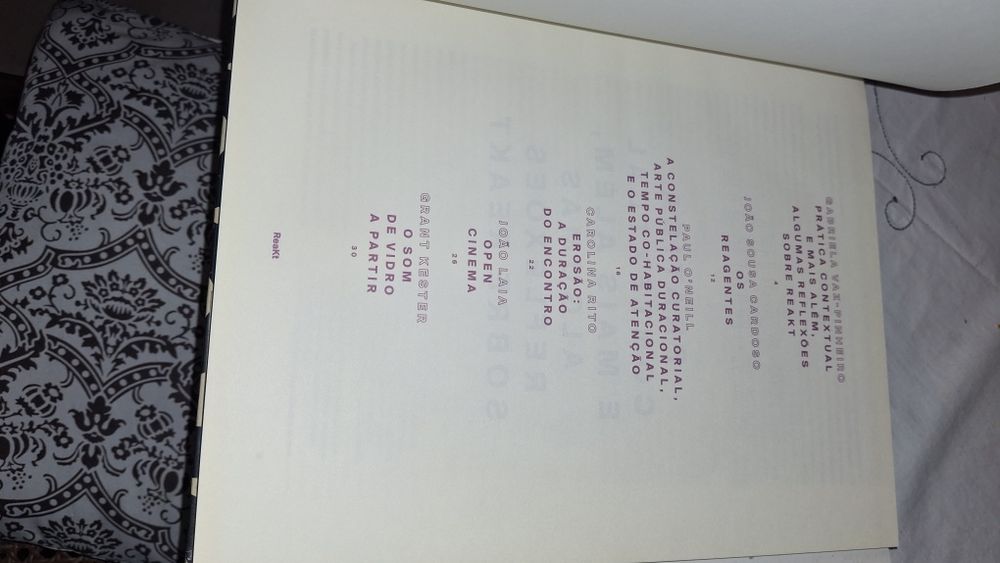 GABRIELA VAZ-PINHEIRO
PRÁTICA CONTEXTUAL
E MAIS ALÉM,
ALGUMAS REFLEXÕES
SOBRE REAKT
4
JOÃO SOUSA CARDOSO
OS
REAGENTES
12
PAUL O'NEILL
A CONSTELAÇÃO CURATORIAL,
ARTE PÚBLICA DURACIONAL,
TEMPO CO-HABITACIONAL
E O ESTADO DE ATENÇÃO
16
CAROLINA RITO
EROSÃO:
A DURAÇÃO
DO ENCONTRO
22
JOÃO LAIA
OPEN
CINEMA
26
GRANT KESTER
O SOM
DE VIDRO
A PARTIR
30
ReaKt